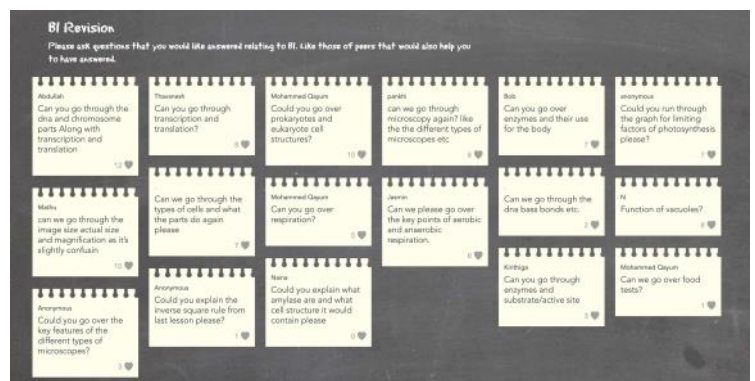 B1 Revision
Please ask questions that you would like answered relating to B1. Like those of peers that would also help you
to have answered.
Abdullah
Can you go through the
dna and chromosome
parts Along with
transcription and
translation
12
Thavanesh
Can you go through
transcription and
translation?
8
Mohammed Qayum
Could you go over
prokaryotes and
eukaryote cell
structures?
10
pankhi
can we go through
microscopy again? like
the the different types of
microscopes etc
Bob
Can you go over
enzymes and their use
for the body
7
anonymous
Could you run through
the graph for limiting
factors of photosynthesis
please?
7
Mathu
can we go through the
image size actual size
and magnification as it's
slightly confusin
10
Can we go through the
types of cells and what
the parts do again
please
7
Mohammed Qayum
Can you go over
respiration?
5
Jasmin
Can we please go over
the key points of aerobic
and anaerobic
respiration.
Can we go through the
dna bass bonds etc.
2
N
Function of vacuoles?
Anonymous
Could you go over the
key features of the
different types of
microscopes?
3
Anonymous
Could you explain the
inverse square rule from
last lesson please?
1
Naina
Could you explain what
amylase are and what
cell structure it would
contain please
0
Kirthiga
Can you go through
enzymes and
substrate/active site
3
Mohammed Qayum
Can we go over food
tests?
1